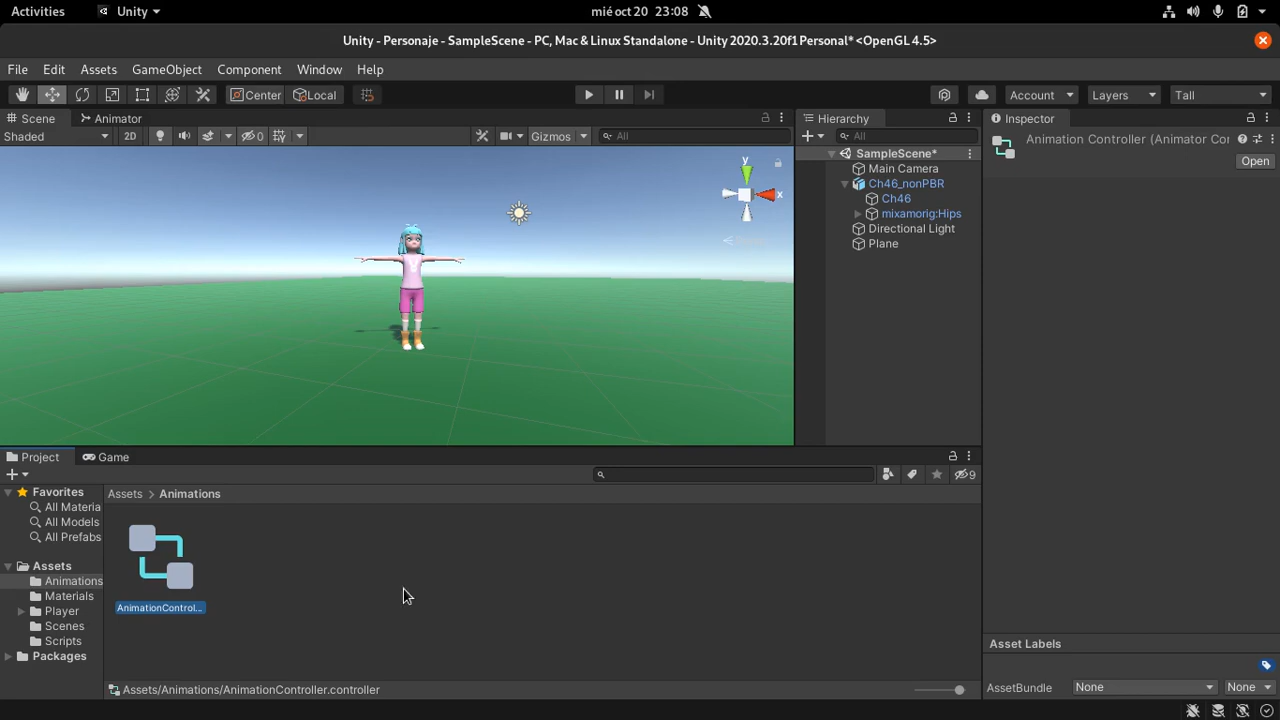 Activities Unity mié oct 20 23:08
Unity - Personaje - SampleScene - PC, Mac & Linux Standalone - Unity 2020.3.20f1 Personal* <OpenGL 4.5>
File Edit Assets GameObject Component Window Help
Center Local Account Layers Tall
Scene Animator Hierarchy Inspector
Shaded 2D 0 Gizmos All All
Animation Controller (Animator Cor
Open
SampleScene*
Main Camera
Ch46_nonPBR
Ch46
mixamorig:Hips
Directional Light
Plane
y
x
Project Game
9
Favorites
All Materia
All Models
All Prefabs
Assets
Animations
Materials
Player
Scenes
Scripts
Packages
Assets > Animations
AnimationControl...
Assets/Animations/AnimationController.controller
Asset Labels
AssetBundle None None